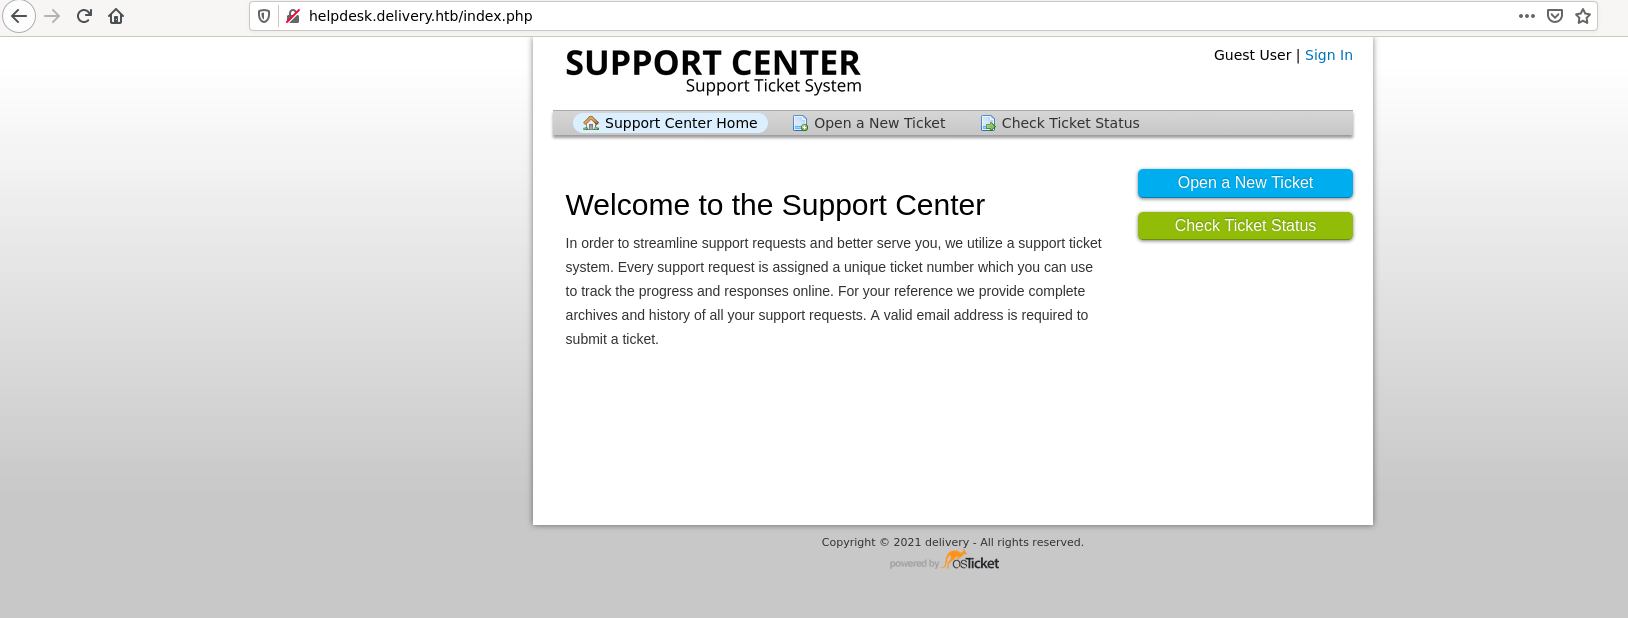 helpdesk.delivery.htb/index.php
SUPPORT CENTER
Support Ticket System
Guest User | Sign In
Support Center Home
Open a New Ticket
Check Ticket Status
Open a New Ticket
Check Ticket Status
Welcome to the Support Center
In order to streamline support requests and better serve you, we utilize a support ticket
system. Every support request is assigned a unique ticket number which you can use
to track the progress and responses online. For your reference we provide complete
archives and history of all your support requests. A valid email address is required to
submit a ticket.
Copyright © 2021 delivery - All rights reserved.
powered by osTicket